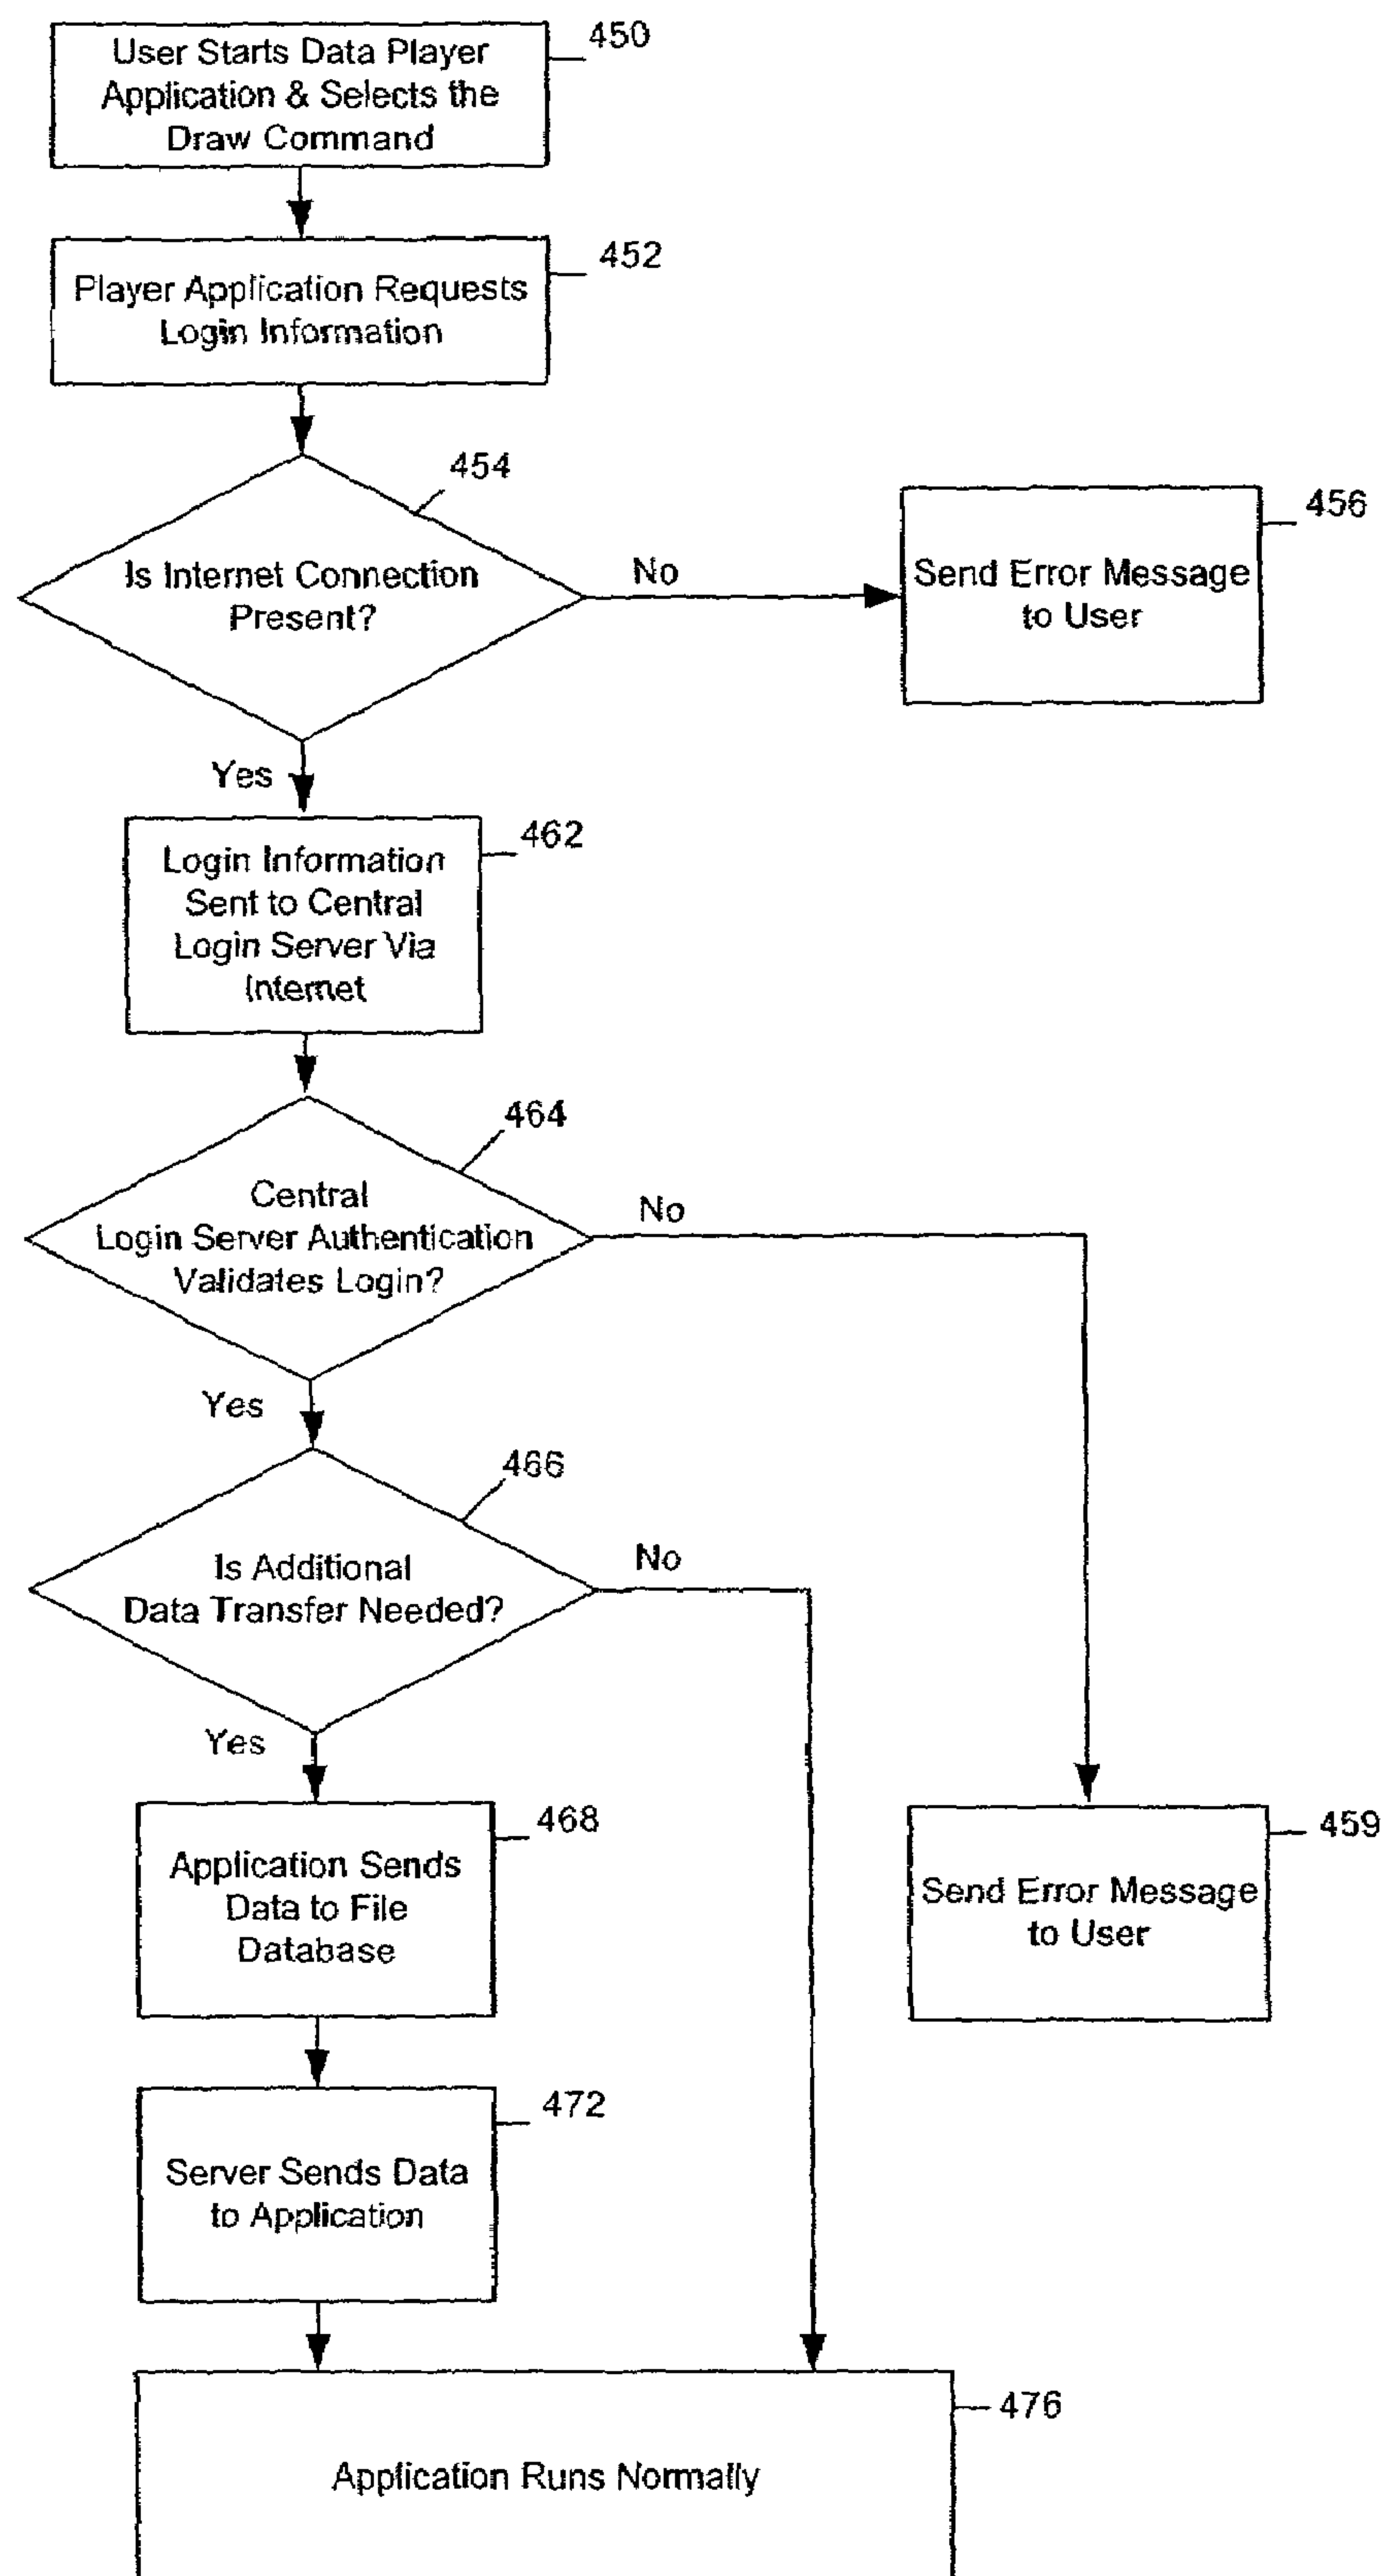 User Starts Data Player
Application & Selects the
Draw Command
450
Player Application Requests
Login Information
452
454
Is Internet Connection
Present?
No
Yes
Send Error Message
to User
456
Login Information
Sent to Central
Login Server Via
Internet
462
464
Central
Login Server Authentication
Validates Login?
No
Yes
466
Is Additional
Data Transfer Needed?
No
Yes
Application Sends
Data to File
Database
468
Send Error Message
to User
459
Server Sends Data
to Application
472
Application Runs Normally
476